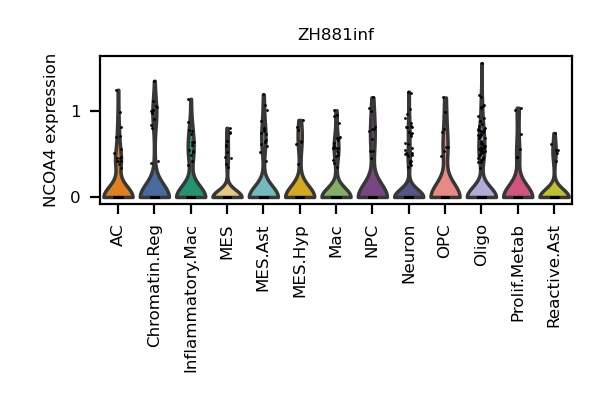 ZH881inf
NCOA4 expression
1
0
AC
Chromatin.Reg
Inflammatory.Mac
MES
MES.Ast
MES.Hyp
Mac
NPC
Neuron
OPC
Oligo
Prolif.Metab
Reactive.Ast